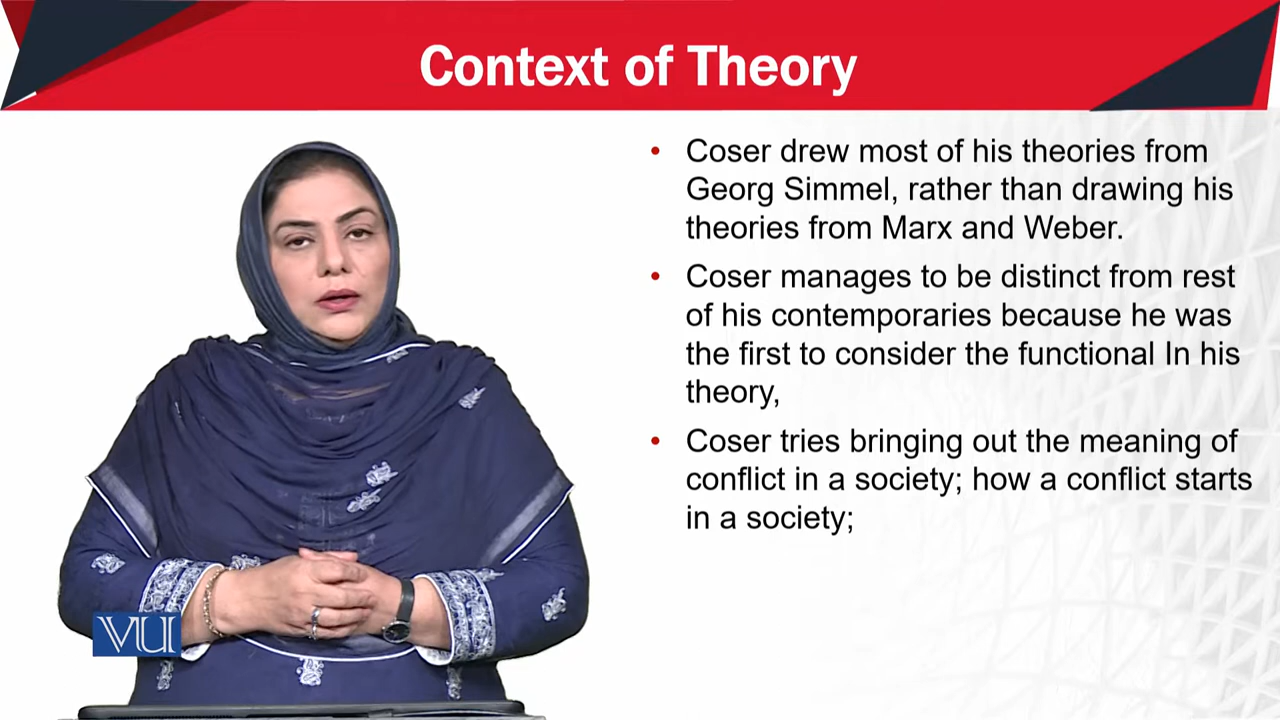 Context of Theory
• Coser drew most of his theories from
Georg Simmel, rather than drawing his
theories from Marx and Weber.
• Coser manages to be distinct from rest
of his contemporaries because he was
the first to consider the functional In his
theory,
• Coser tries bringing out the meaning of
conflict in a society; how a conflict starts
in a society;
VU